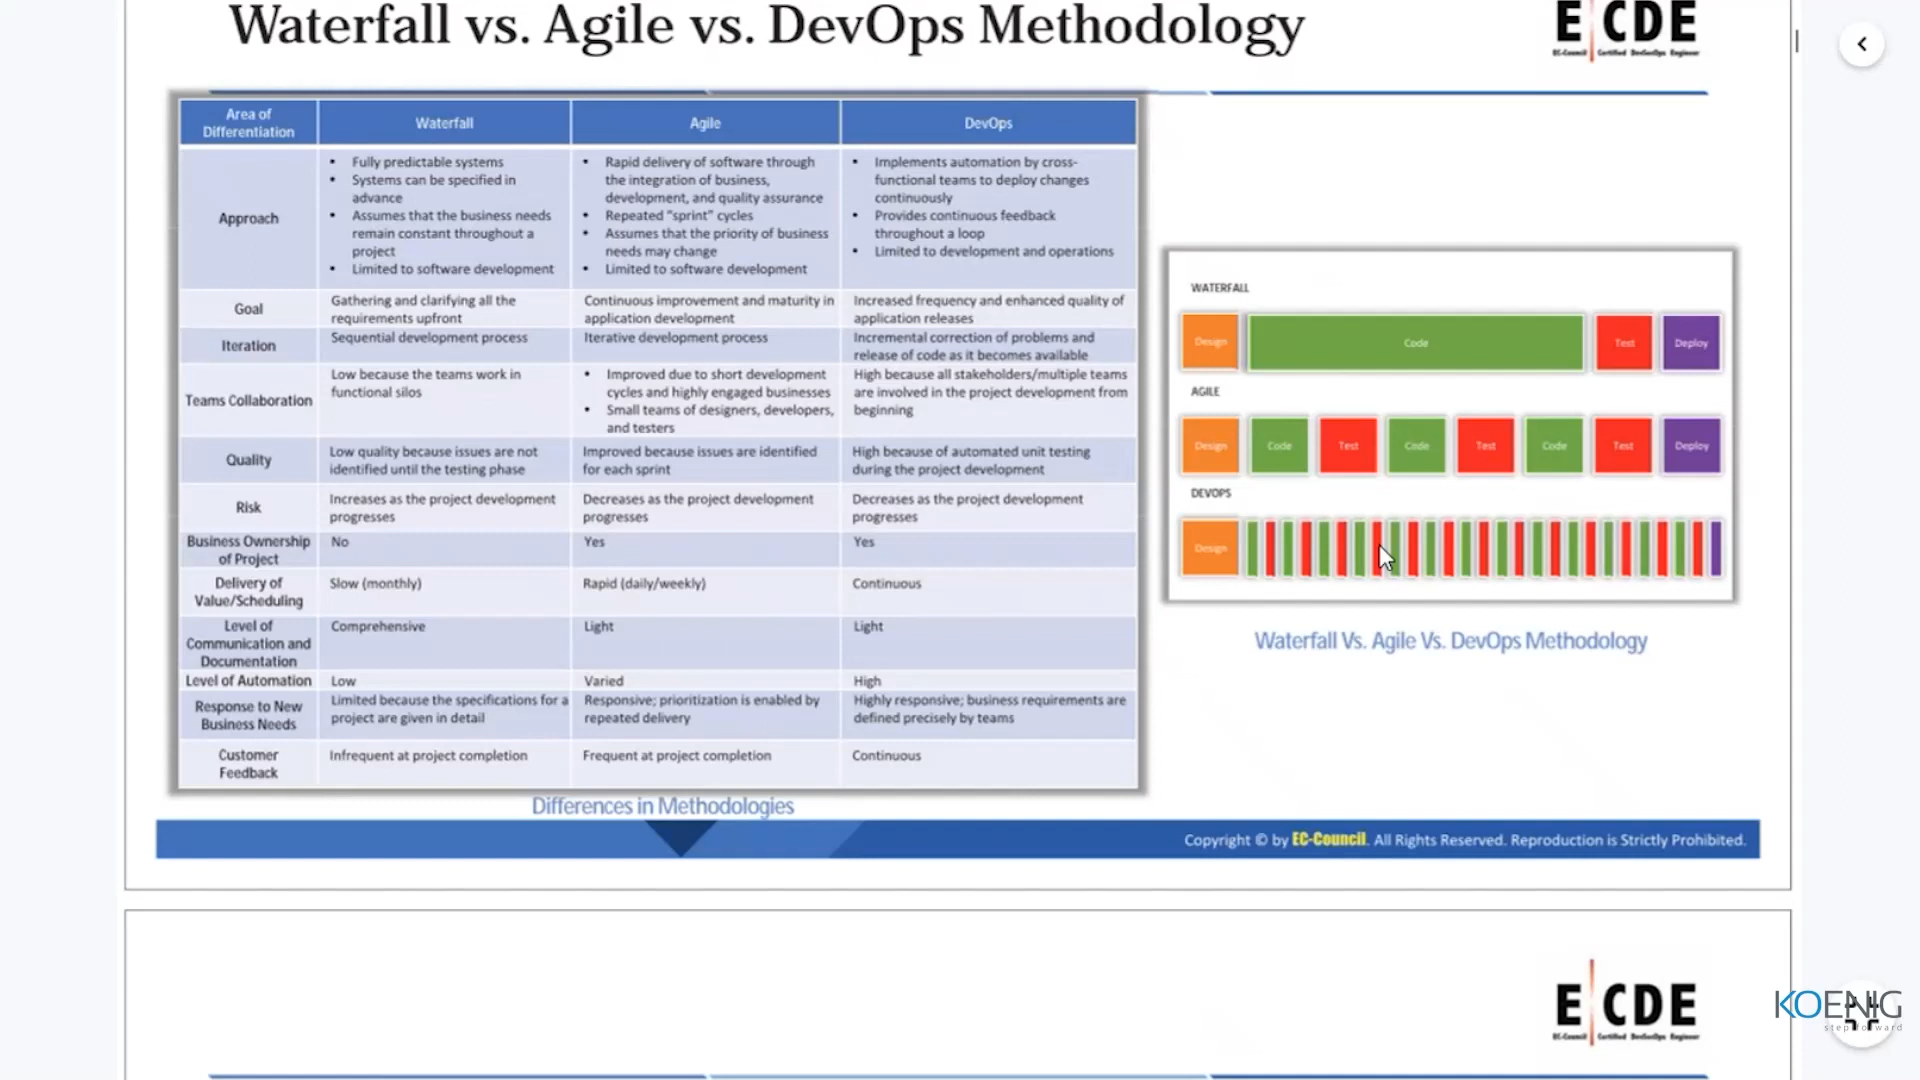 Waterfall vs. Agile vs. DevOps Methodology
E CDE
EC-Council Certified DevSecOps Engineer
Area of
Differentiation
Waterfall
Agile
DevOps
Approach
• Fully predictable systems
• Systems can be specified in
advance
• Assumes that the business needs
remain constant throughout a
project
• Limited to software development
• Rapid delivery of software through
the integration of business,
development, and quality assurance
• Repeated "sprint" cycles
• Assumes that the priority of business
needs may change
• Limited to software development
• Implements automation by cross-
functional teams to deploy changes
continuously
• Provides continuous feedback
throughout a loop
• Limited to development and operations
Goal
Gathering and clarifying all the
requirements upfront
Continuous improvement and maturity in
application development
Increased frequency and enhanced quality of
application releases
Iteration
Sequential development process
Iterative development process
Incremental correction of problems and
release of code as it becomes available
Teams Collaboration
Low because the teams work in
functional silos
• Improved due to short development
cycles and highly engaged businesses
• Small teams of designers, developers,
and testers
High because all stakeholders/multiple teams
are involved in the project development from
beginning
Quality
Low quality because issues are not
identified until the testing phase
Improved because issues are identified
for each sprint
High because of automated unit testing
during the project development
Risk
Increases as the project development
progresses
Decreases as the project development
progresses
Decreases as the project development
progresses
Business Ownership
of Project
No
Yes
Yes
Delivery of
Value/Scheduling
Slow (monthly)
Rapid (daily/weekly)
Continuous
Level of
Communication and
Documentation
Comprehensive
Light
Light
Level of Automation
Low
Varied
High
Response to New
Business Needs
Limited because the specifications for a
project are given in detail
Responsive; prioritization is enabled by
repeated delivery
Highly responsive; business requirements are
defined precisely by teams
Customer
Feedback
Infrequent at project completion
Frequent at project completion
Continuous
Differences in Methodologies
WATERFALL
Design Code Test Deploy
AGILE
Design Code Test Code Test Code Test Deploy
DEVOPS
Design
Waterfall Vs. Agile Vs. DevOps Methodology
Copyright © by EC-Council. All Rights Reserved. Reproduction is Strictly Prohibited.
E CDE
EC-Council Certified DevSecOps Engineer
KOENIG
step forward